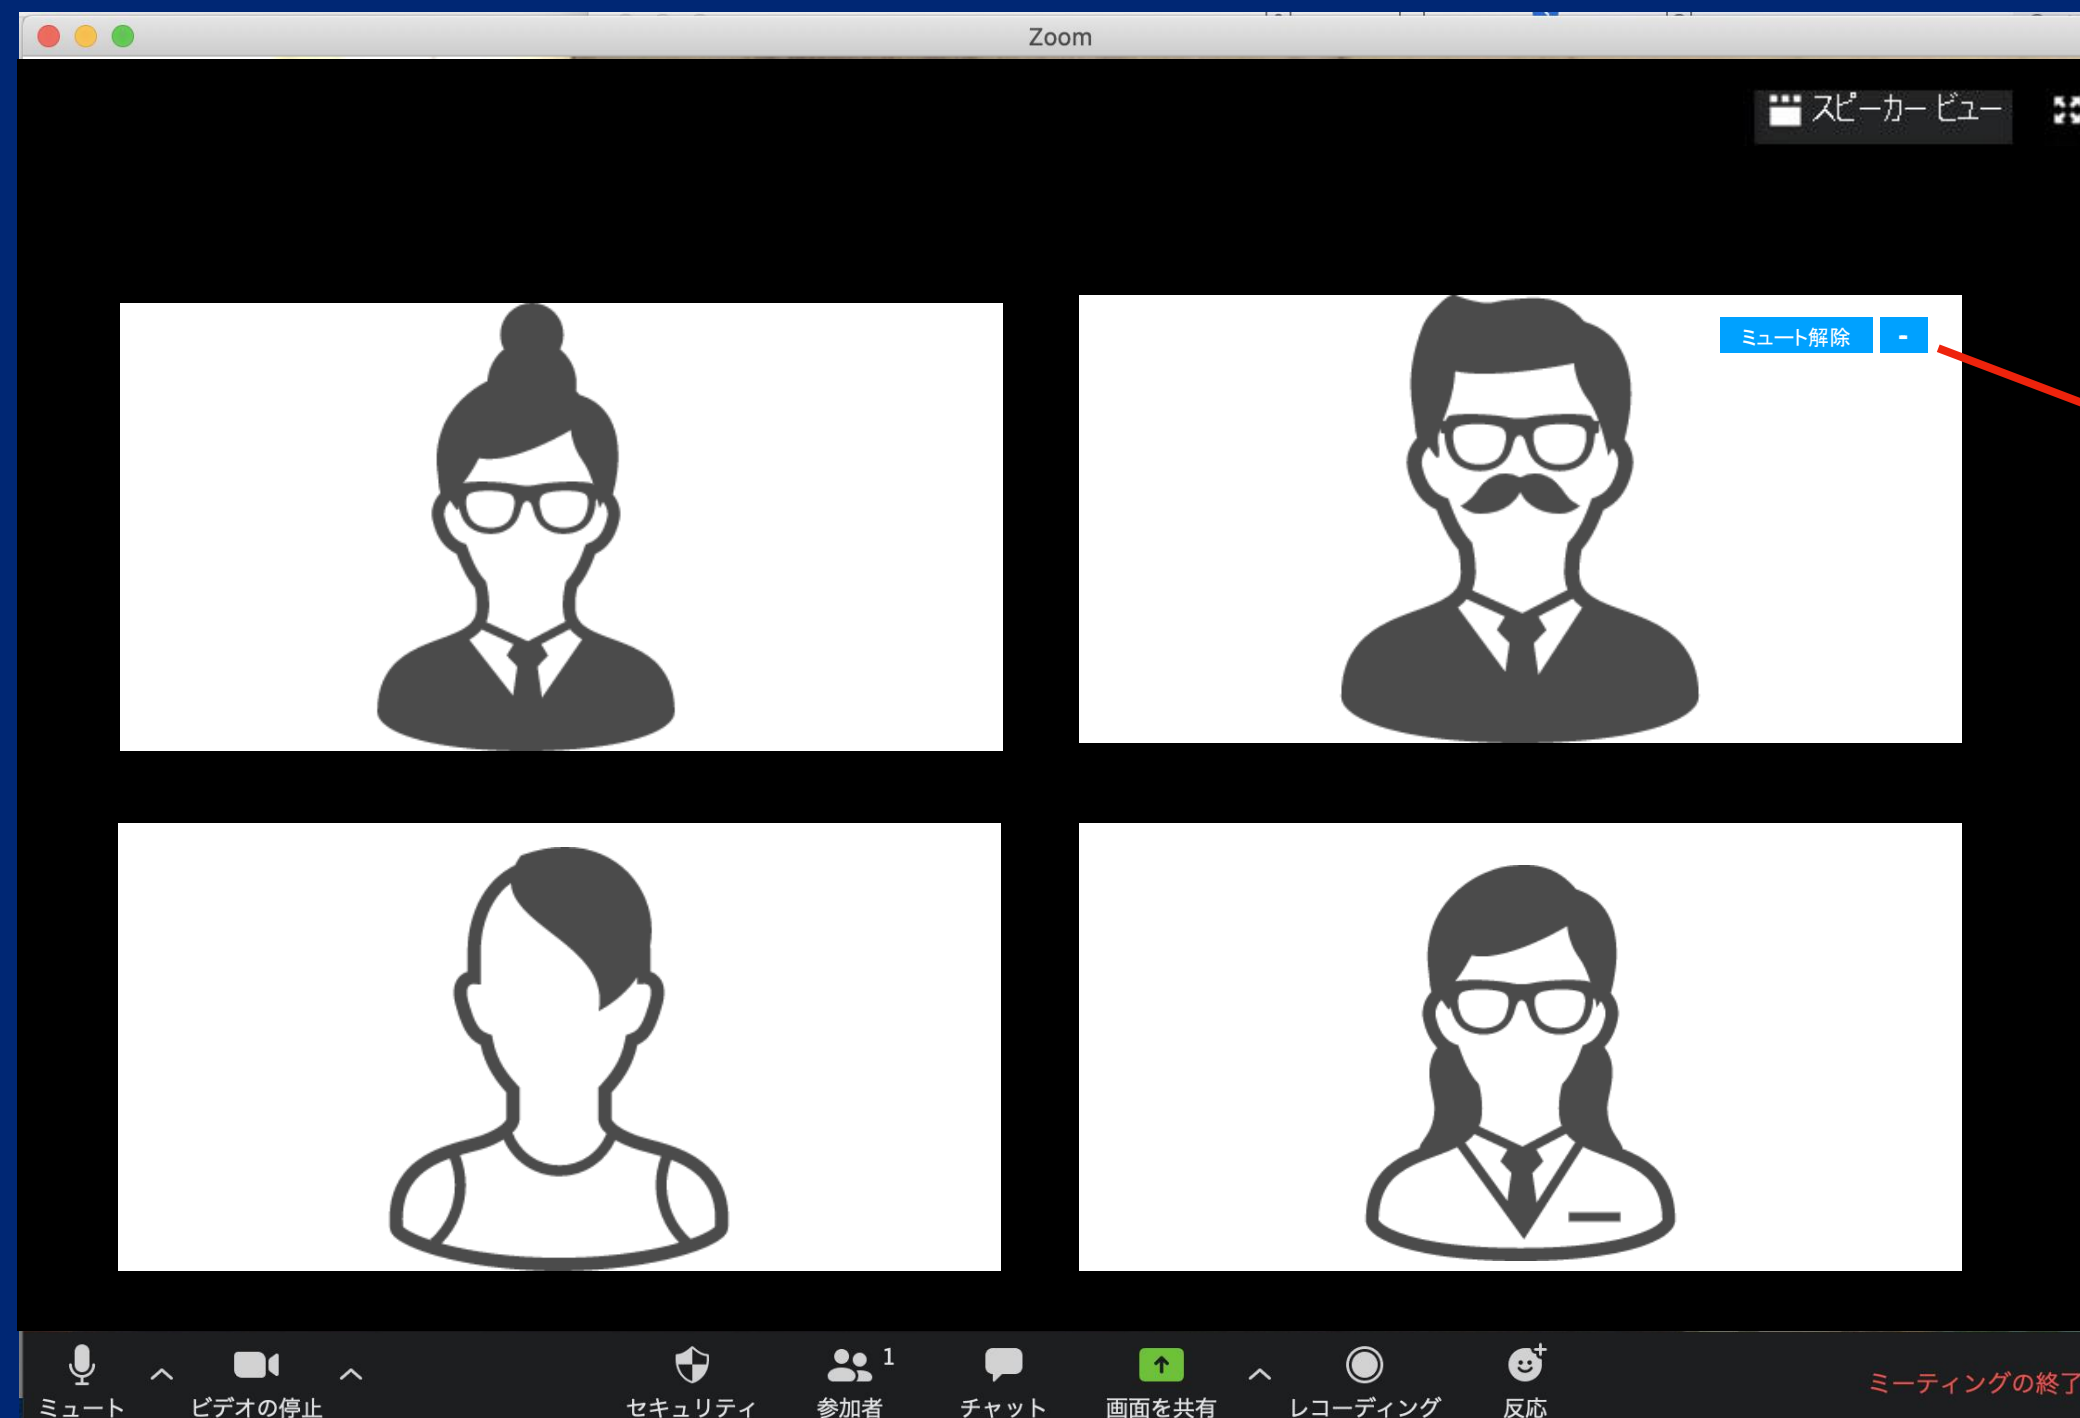 Zoom
スピーカー ビュー
ミュート解除 -
1
ミュート ビデオの停止 セキュリティ 参加者 チャット 画面を共有 レコーディング 反応 ミーティングの終了